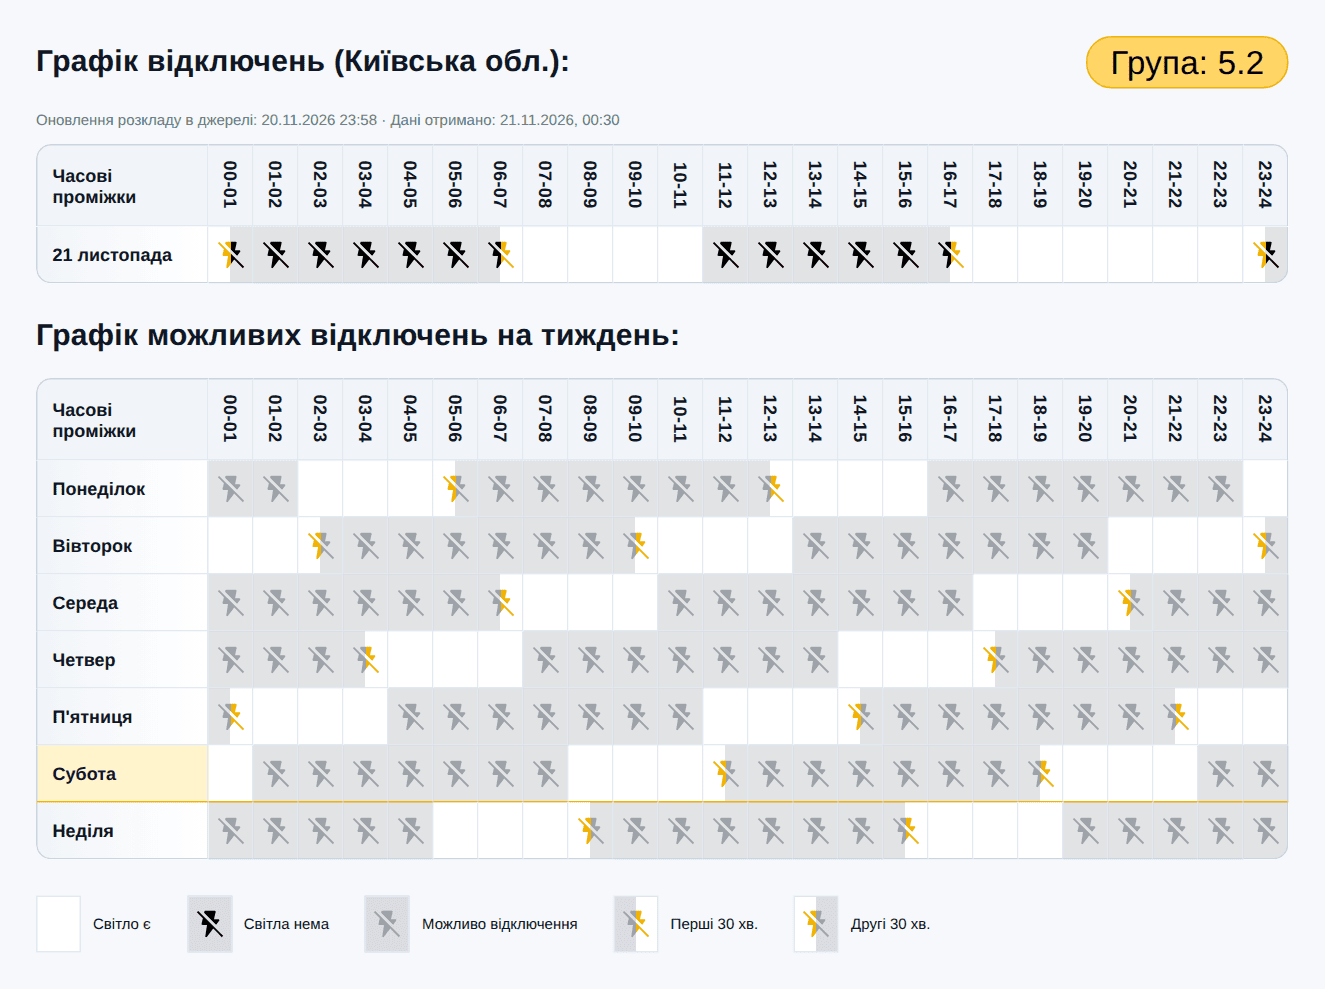 Графік відключень (Київська обл.):
Група: 5.2
Оновлення розкладу в джерелі: 20.11.2026 23:58 · Дані отримано: 21.11.2026, 00:30
Часові
проміжки
00-01 01-02 02-03 03-04 04-05 05-06 06-07 07-08 08-09 09-10 10-11 11-12 12-13 13-14 14-15 15-16 16-17 17-18 18-19 19-20 20-21 21-22 22-23 23-24
21 листопада
Графік можливих відключень на тиждень:
Часові
проміжки
00-01 01-02 02-03 03-04 04-05 05-06 06-07 07-08 08-09 09-10 10-11 11-12 12-13 13-14 14-15 15-16 16-17 17-18 18-19 19-20 20-21 21-22 22-23 23-24
Понеділок
Вівторок
Середа
Четвер
П'ятниця
Субота
Неділя
Світло є
Світла нема
Можливо відключення
Перші 30 хв.
Другі 30 хв.